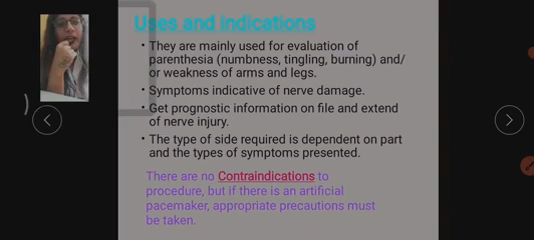 Uses and Indications
• They are mainly used for evaluation of
parenthesia (numbness, tingling, burning) and/
or weakness of arms and legs.
• Symptoms indicative of nerve damage.
• Get prognostic information on file and extend
of nerve injury.
• The type of side required is dependent on part
and the types of symptoms presented.
There are no Contraindications to
procedure, but if there is an artificial
pacemaker, appropriate precautions must
be taken.